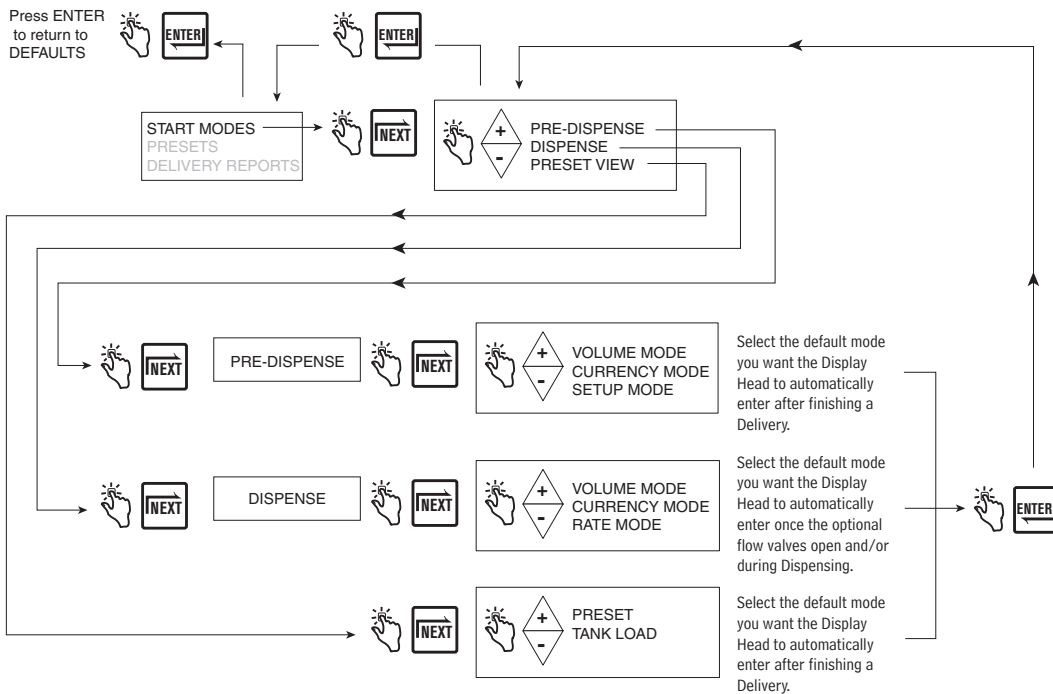 Press ENTER
to return to
DEFAULTS
ENTER
ENTER
START MODES
PRESETS
DELIVERY REPORTS
NEXT
+
-
PRE-DISPENSE
DISPENSE
PRESET VIEW
NEXT
PRE-DISPENSE
NEXT
+
-
VOLUME MODE
CURRENCY MODE
SETUP MODE
Select the default mode
you want the Display
Head to automatically
enter after finishing a
Delivery.
NEXT
DISPENSE
NEXT
+
-
VOLUME MODE
CURRENCY MODE
RATE MODE
Select the default mode
you want the Display
Head to automatically
enter once the optional
flow valves open and/or
during Dispensing.
ENTER
NEXT
+
-
PRESET
TANK LOAD
Select the default mode
you want the Display
Head to automatically
enter after finishing a
Delivery.